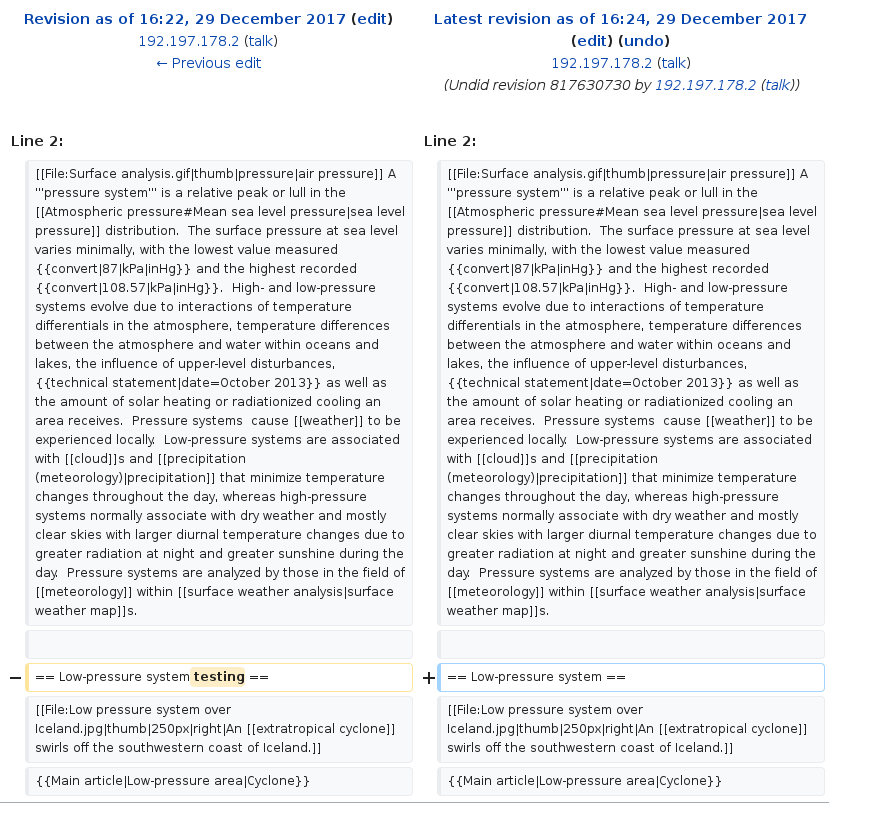 Revision as of 16:22, 29 December 2017 (edit)
192.197.178.2 (talk)
← Previous edit
Latest revision as of 16:24, 29 December 2017
(edit) (undo)
192.197.178.2 (talk)
(Undid revision 817630730 by 192.197.178.2 (talk))
Line 2:
[[File:Surface analysis.gif|thumb|pressure|air pressure]] A
'''pressure system''' is a relative peak or lull in the
[[Atmospheric pressure#Mean sea level pressure|sea level
pressure]] distribution.  The surface pressure at sea level
varies minimally, with the lowest value measured
{{convert|87|kPa|inHg}} and the highest recorded
{{convert|108.57|kPa|inHg}}.  High- and low-pressure
systems evolve due to interactions of temperature
differentials in the atmosphere, temperature differences
between the atmosphere and water within oceans and
lakes, the influence of upper-level disturbances,
{{technical statement|date=October 2013}} as well as
the amount of solar heating or radiationized cooling an
area receives.  Pressure systems  cause [[weather]] to be
experienced locally.  Low-pressure systems are associated
with [[cloud]]s and [[precipitation
(meteorology)|precipitation]] that minimize temperature
changes throughout the day, whereas high-pressure
systems normally associate with dry weather and mostly
clear skies with larger diurnal temperature changes due to
greater radiation at night and greater sunshine during the
day.  Pressure systems are analyzed by those in the field of
[[meteorology]] within [[surface weather analysis|surface
weather map]]s.
− == Low-pressure system testing ==
[[File:Low pressure system over
Iceland.jpg|thumb|250px|right|An [[extratropical cyclone]]
swirls off the southwestern coast of Iceland.]]
{{Main article|Low-pressure area|Cyclone}}
Line 2:
[[File:Surface analysis.gif|thumb|pressure|air pressure]] A
'''pressure system''' is a relative peak or lull in the
[[Atmospheric pressure#Mean sea level pressure|sea level
pressure]] distribution.  The surface pressure at sea level
varies minimally, with the lowest value measured
{{convert|87|kPa|inHg}} and the highest recorded
{{convert|108.57|kPa|inHg}}.  High- and low-pressure
systems evolve due to interactions of temperature
differentials in the atmosphere, temperature differences
between the atmosphere and water within oceans and
lakes, the influence of upper-level disturbances,
{{technical statement|date=October 2013}} as well as
the amount of solar heating or radiationized cooling an
area receives.  Pressure systems  cause [[weather]] to be
experienced locally.  Low-pressure systems are associated
with [[cloud]]s and [[precipitation
(meteorology)|precipitation]] that minimize temperature
changes throughout the day, whereas high-pressure
systems normally associate with dry weather and mostly
clear skies with larger diurnal temperature changes due to
greater radiation at night and greater sunshine during the
day.  Pressure systems are analyzed by those in the field of
[[meteorology]] within [[surface weather analysis|surface
weather map]]s.
+ == Low-pressure system ==
[[File:Low pressure system over
Iceland.jpg|thumb|250px|right|An [[extratropical cyclone]]
swirls off the southwestern coast of Iceland.]]
{{Main article|Low-pressure area|Cyclone}}